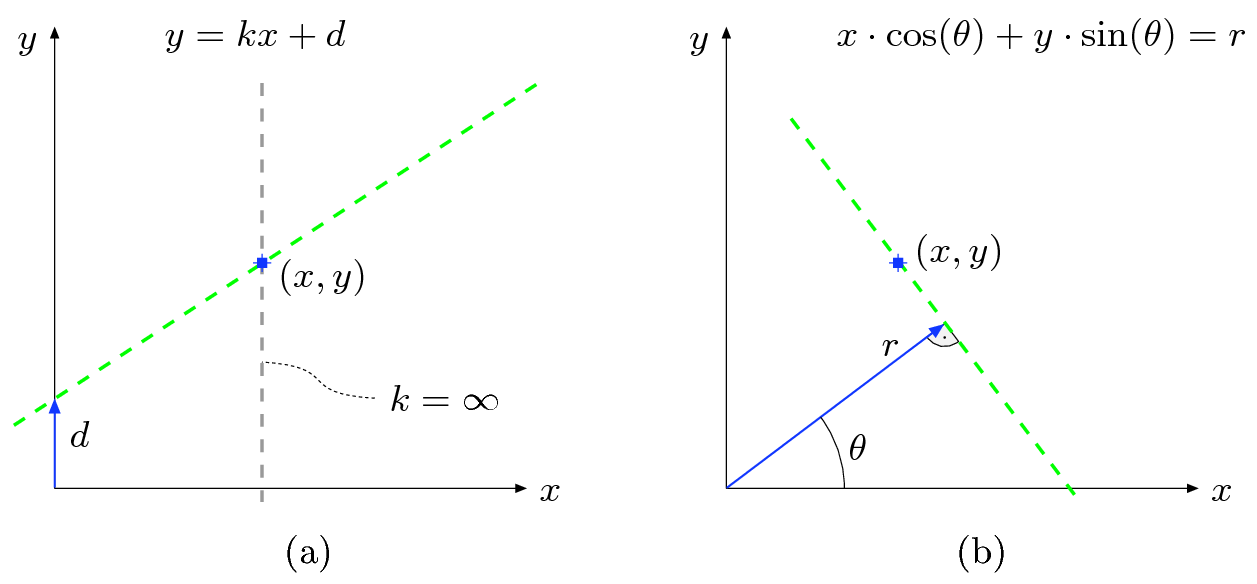 y
y = kx + d
(x, y)
k = ∞
d
x
(a)
y
x · cos(θ) + y · sin(θ) = r
(x, y)
r
θ
x
(b)